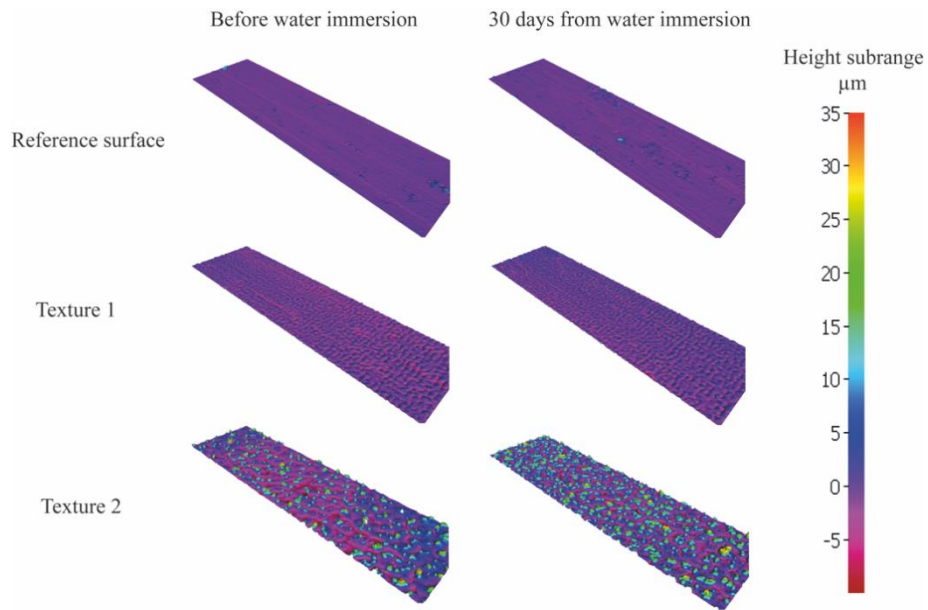 Before water immersion
30 days from water immersion
Height subrange
µm
Reference surface
Texture 1
Texture 2
35
30
25
20
15
10
5
0
-5